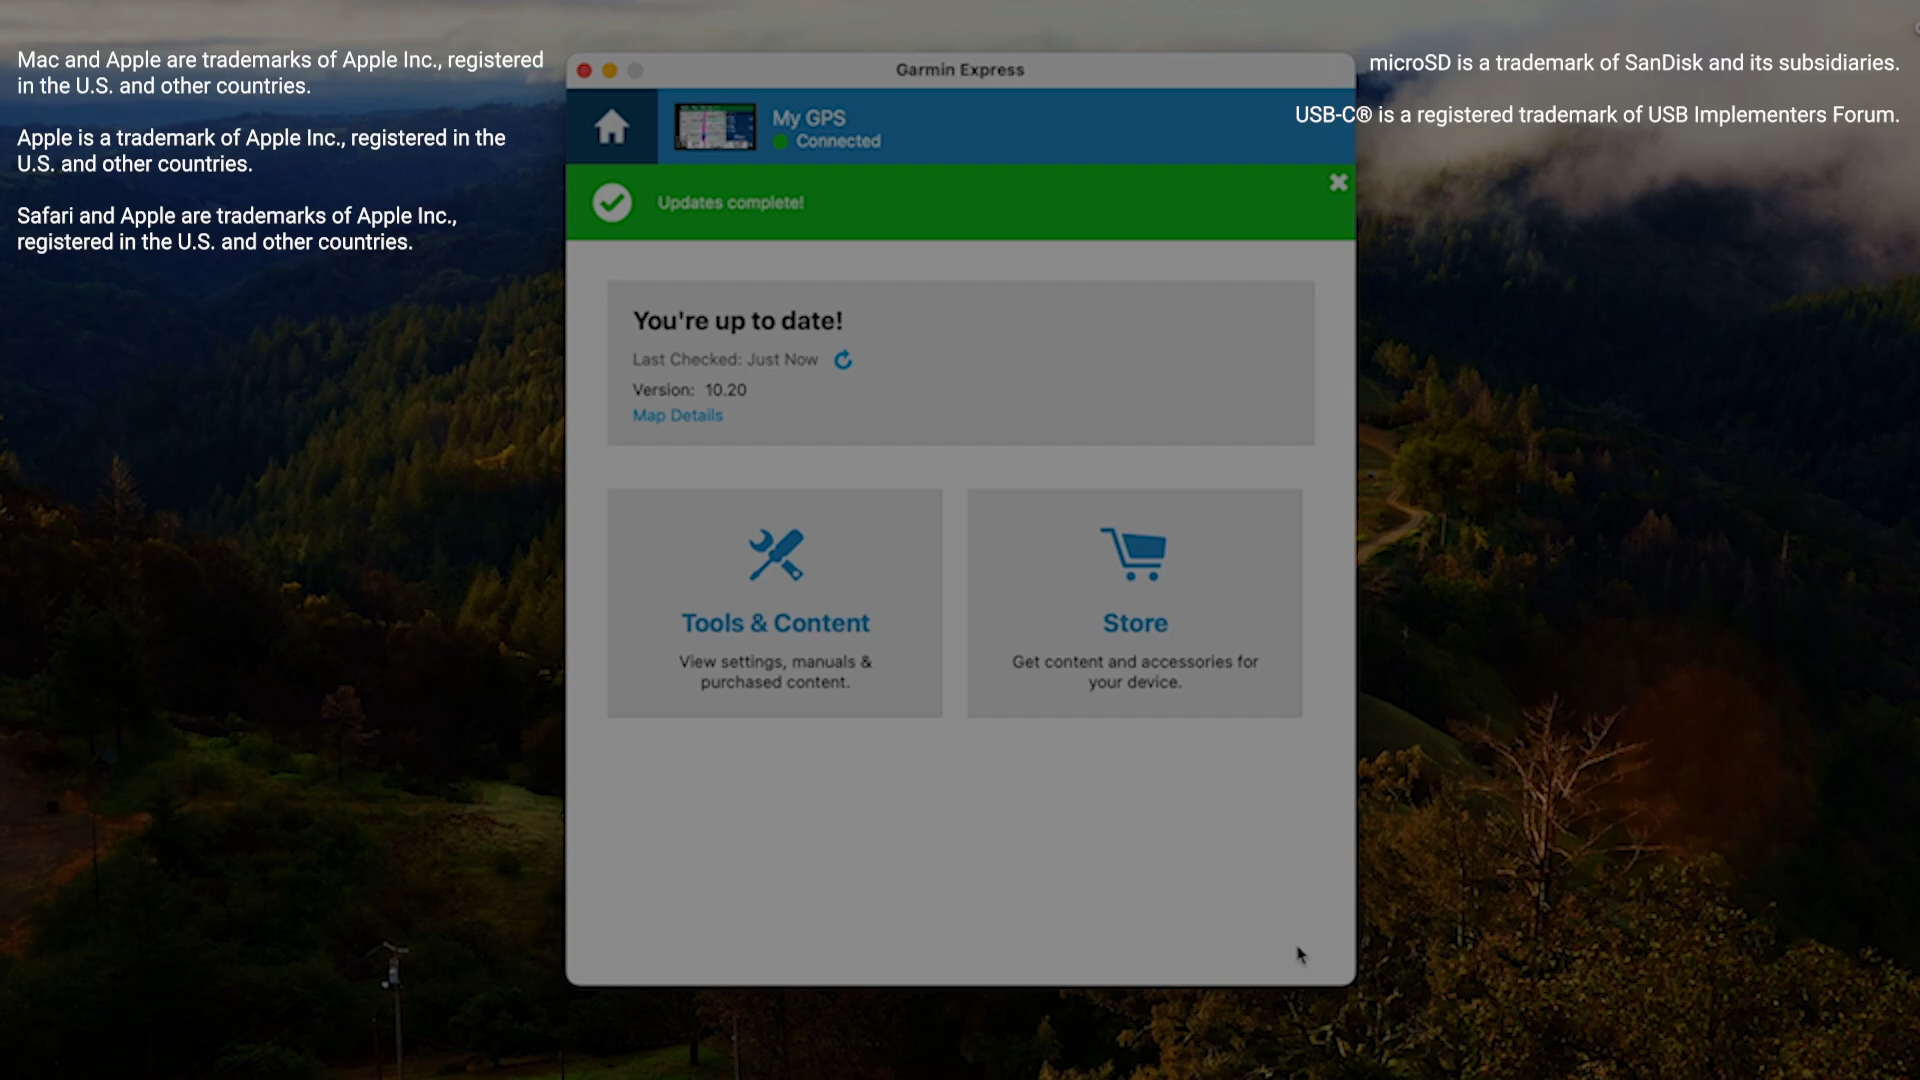 Mac and Apple are trademarks of Apple Inc., registered
in the U.S. and other countries.
Apple is a trademark of Apple Inc., registered in the
U.S. and other countries.
Safari and Apple are trademarks of Apple Inc.,
registered in the U.S. and other countries.
microSD is a trademark of SanDisk and its subsidiaries.
USB-C® is a registered trademark of USB Implementers Forum.
Garmin Express
My GPS
Connected
Updates complete!
You're up to date!
Last Checked: Just Now
Version: 10.20
Map Details
Tools & Content
View settings, manuals &
purchased content.
Store
Get content and accessories for
your device.